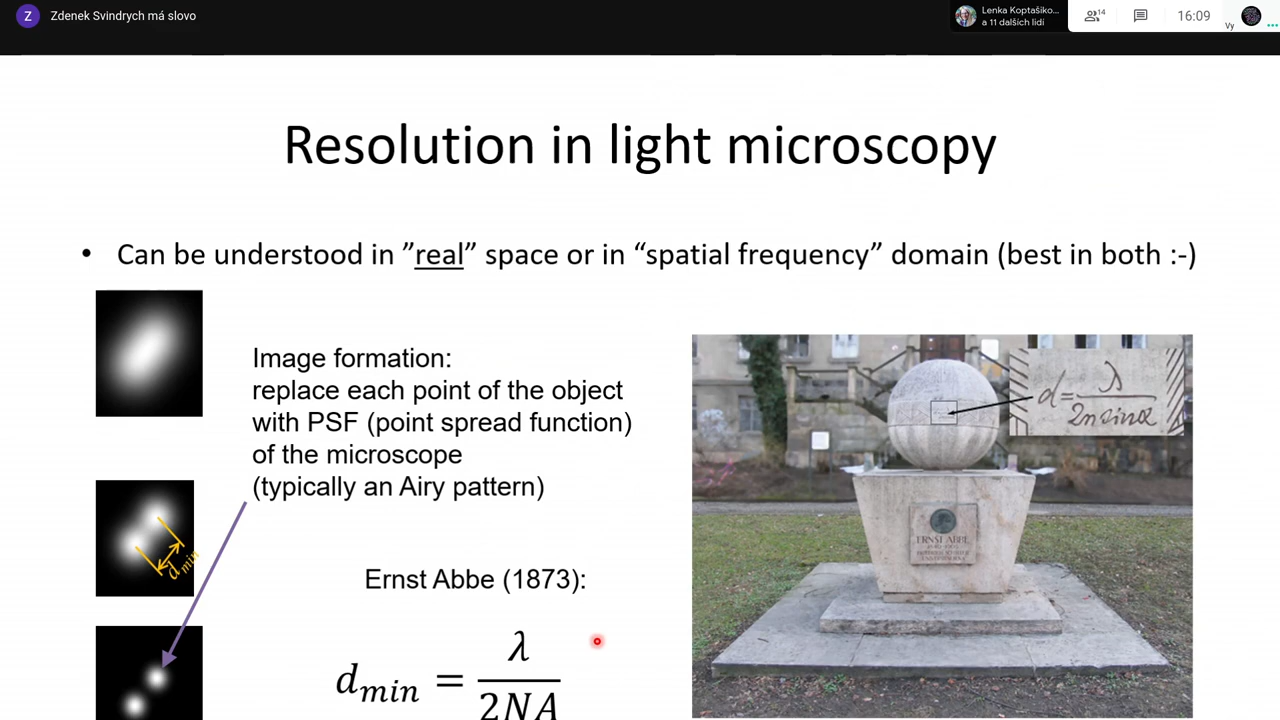 Z Zdenek Svindrych má slovo
Lenka Koptašiko...
a 11 dalších lidí
14
16:09
Vy
Resolution in light microscopy
• Can be understood in ”real” space or in “spatial frequency” domain (best in both :-)
Image formation:
replace each point of the object
with PSF (point spread function)
of the microscope
(typically an Airy pattern)
d min
Ernst Abbe (1873):
d_min = λ / 2NA
d = λ / 2n sin α
ERNST ABBE